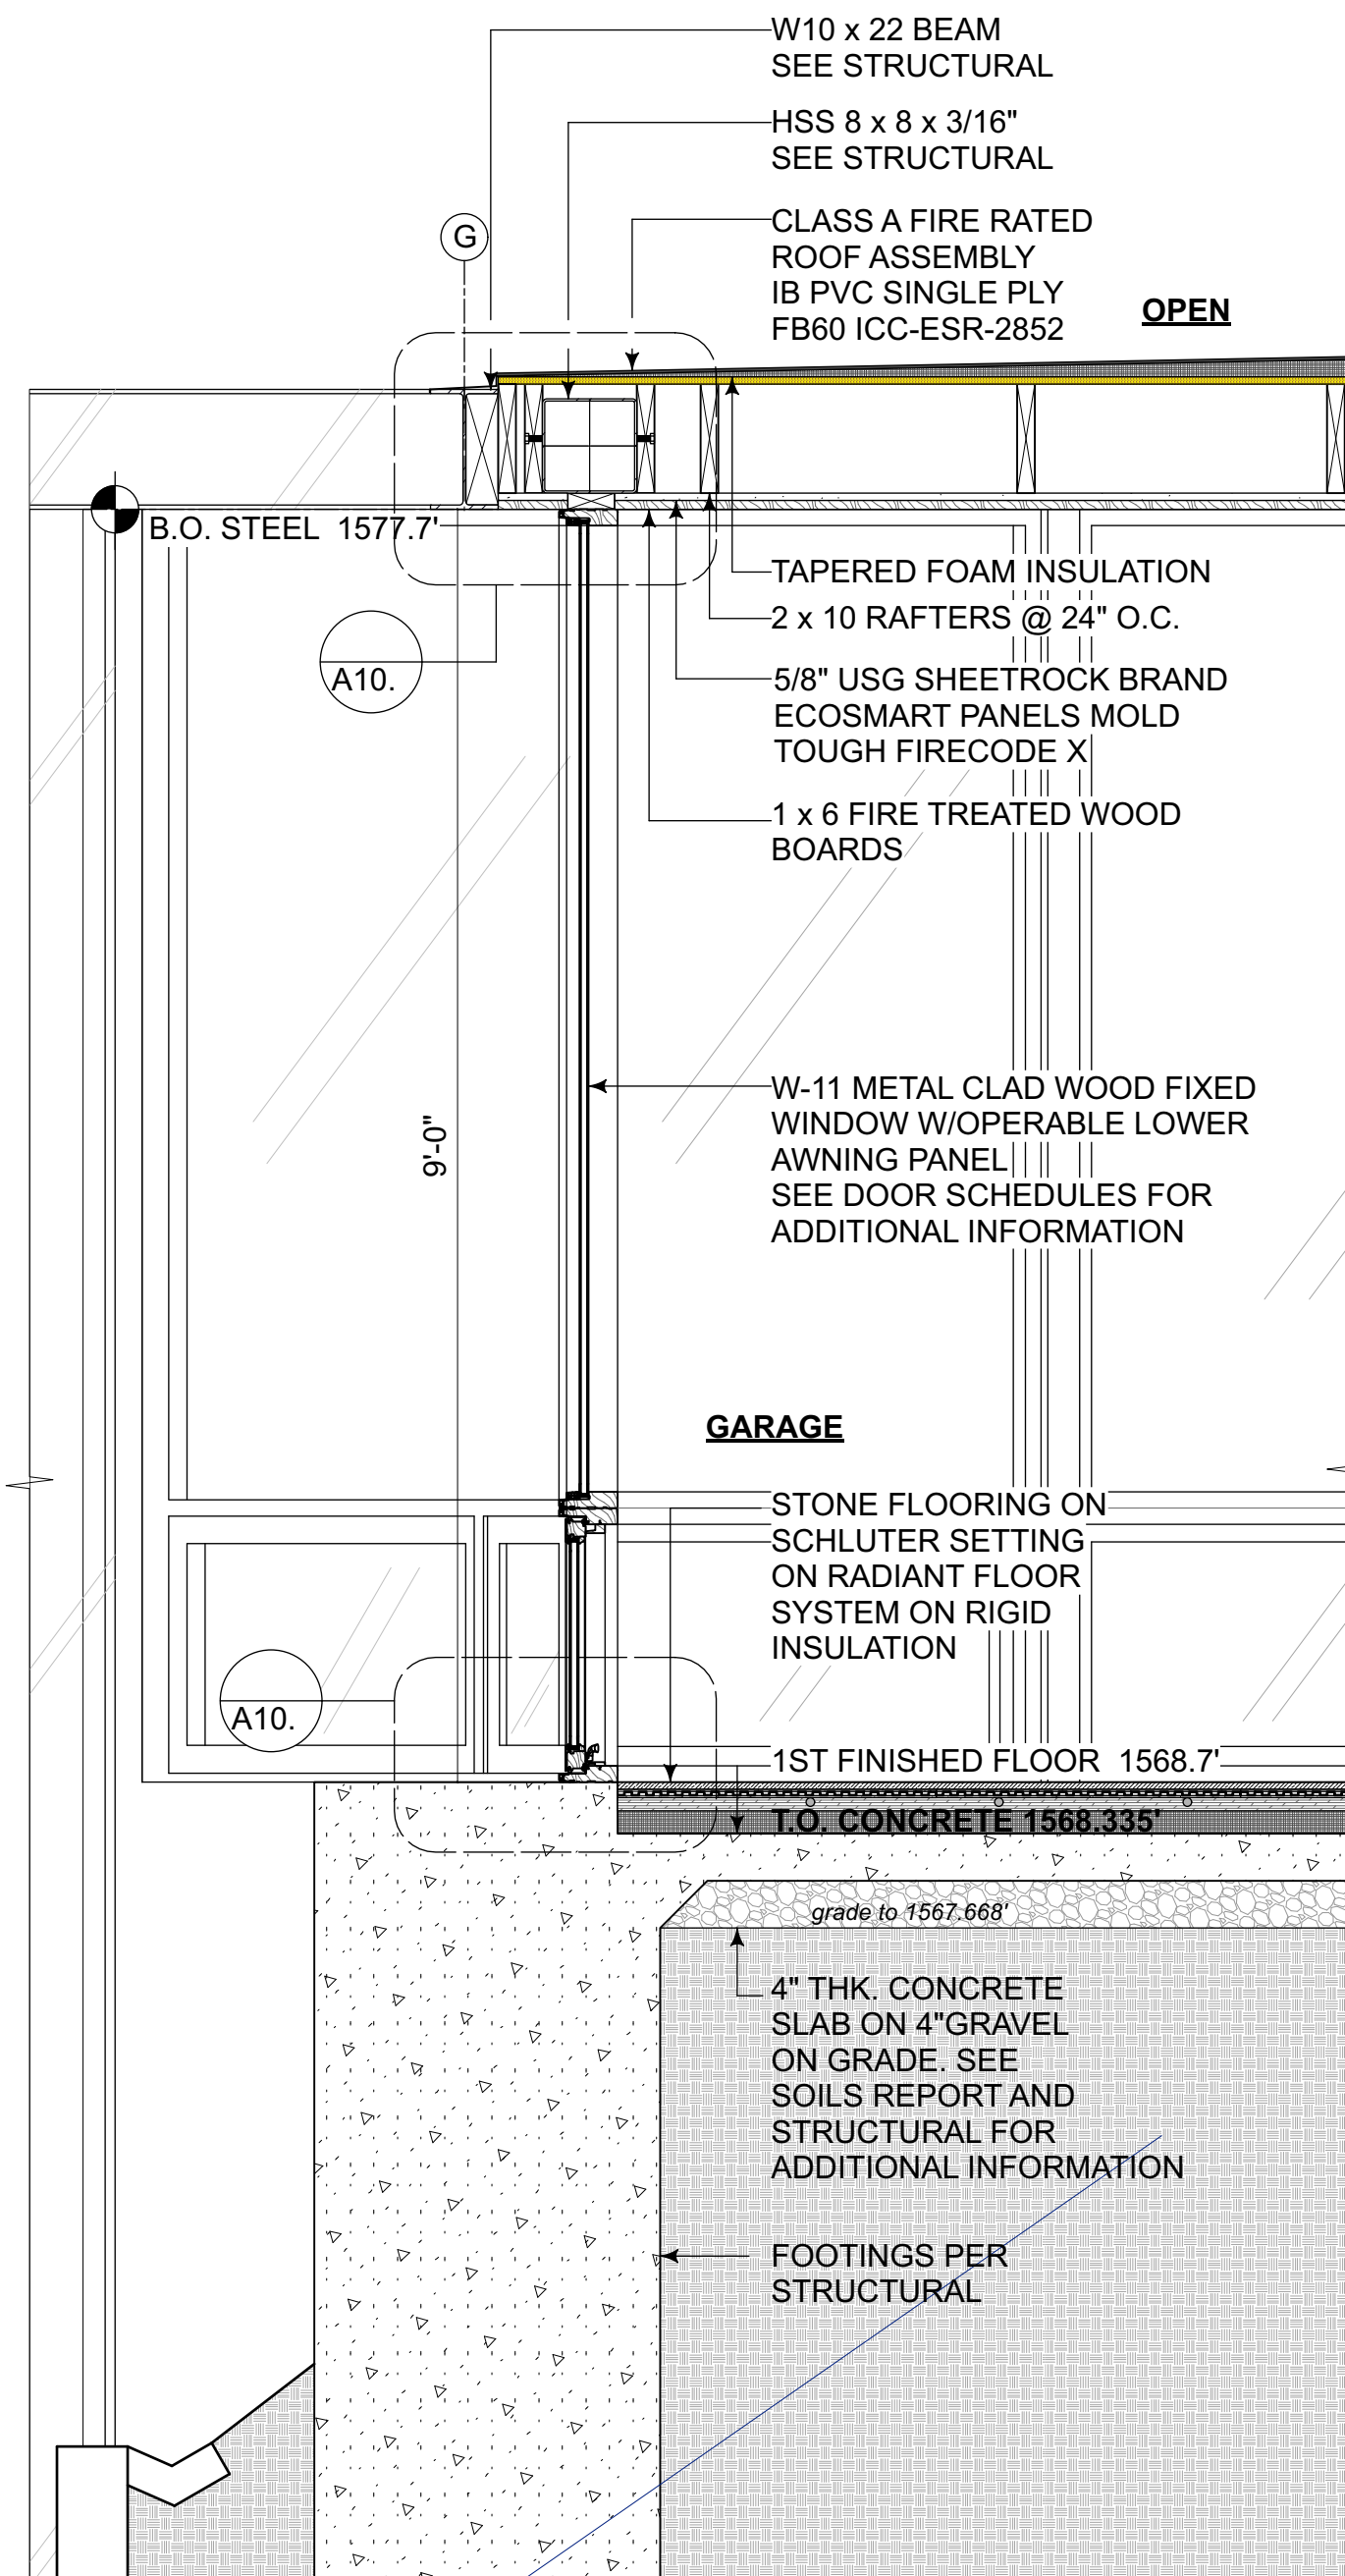 W10 x 22 BEAM
SEE STRUCTURAL
HSS 8 x 8 x 3/16"
SEE STRUCTURAL
CLASS A FIRE RATED
ROOF ASSEMBLY
IB PVC SINGLE PLY
FB60 ICC-ESR-2852
G
OPEN
B.O. STEEL 1577.7'
TAPERED FOAM INSULATION
2 x 10 RAFTERS @ 24" O.C.
A10.
5/8" USG SHEETROCK BRAND
ECOSMART PANELS MOLD
TOUGH FIRECODE X
1 x 6 FIRE TREATED WOOD
BOARDS
9'-0"
W-11 METAL CLAD WOOD FIXED
WINDOW W/OPERABLE LOWER
AWNING PANEL
SEE DOOR SCHEDULES FOR
ADDITIONAL INFORMATION
GARAGE
STONE FLOORING ON
SCHLUTER SETTING
ON RADIANT FLOOR
SYSTEM ON RIGID
INSULATION
A10.
1ST FINISHED FLOOR 1568.7'
T.O. CONCRETE 1568.335'
grade to 1567.668'
4" THK. CONCRETE
SLAB ON 4"GRAVEL
ON GRADE. SEE
SOILS REPORT AND
STRUCTURAL FOR
ADDITIONAL INFORMATION
FOOTINGS PER
STRUCTURAL